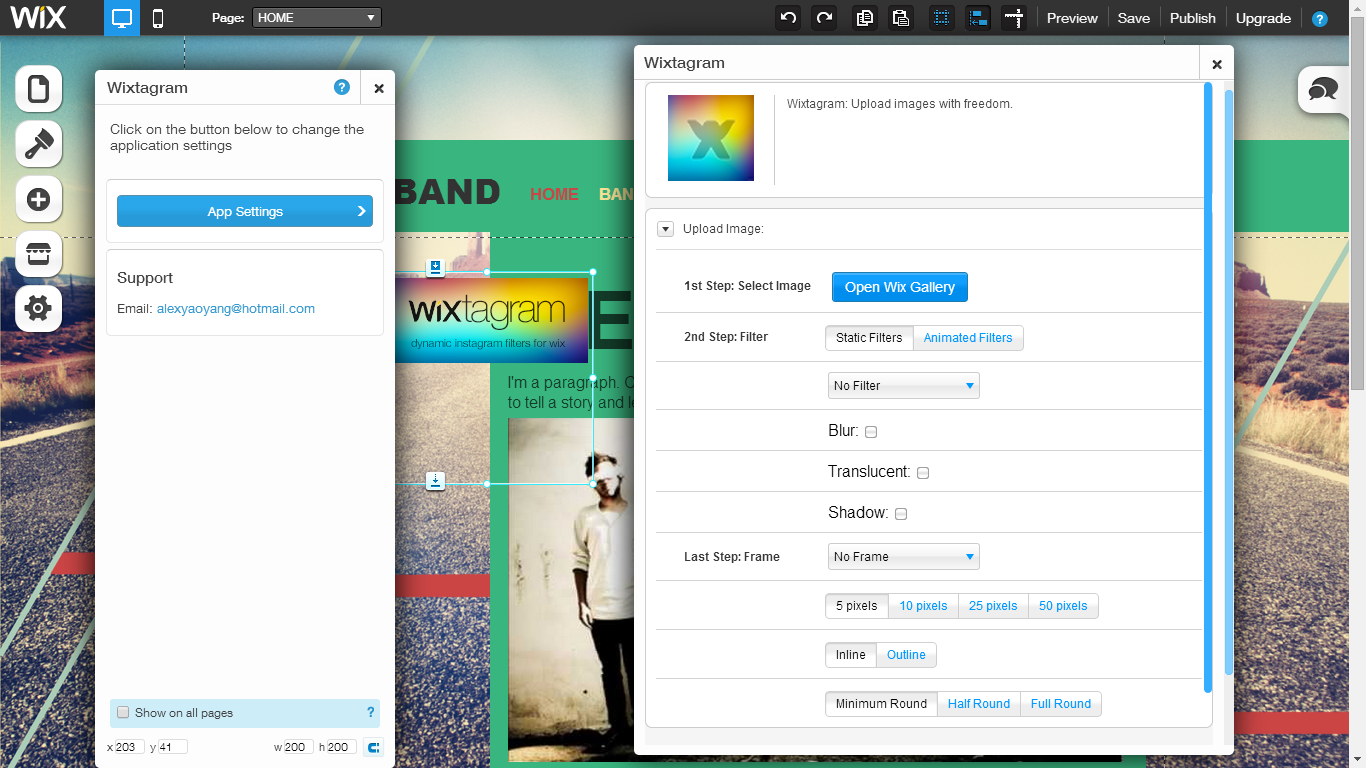 WiX
Page: HOME
Preview Save Publish Upgrade ?
Wixtagram ?
Click on the button below to change the
application settings
App Settings
Support
Email: alexyaoyang@hotmail.com
Show on all pages ?
x 203 y 41 w 200 h 200
BAND HOME BAN
wixtagram
dynamic instagram filters for wix
E
I'm a paragraph. C
to tell a story and le
Wixtagram
Wixtagram: Upload images with freedom.
Upload Image:
1st Step: Select Image Open Wix Gallery
2nd Step: Filter Static Filters Animated Filters
No Filter
Blur:
Translucent:
Shadow:
Last Step: Frame No Frame
5 pixels 10 pixels 25 pixels 50 pixels
Inline Outline
Minimum Round Half Round Full Round